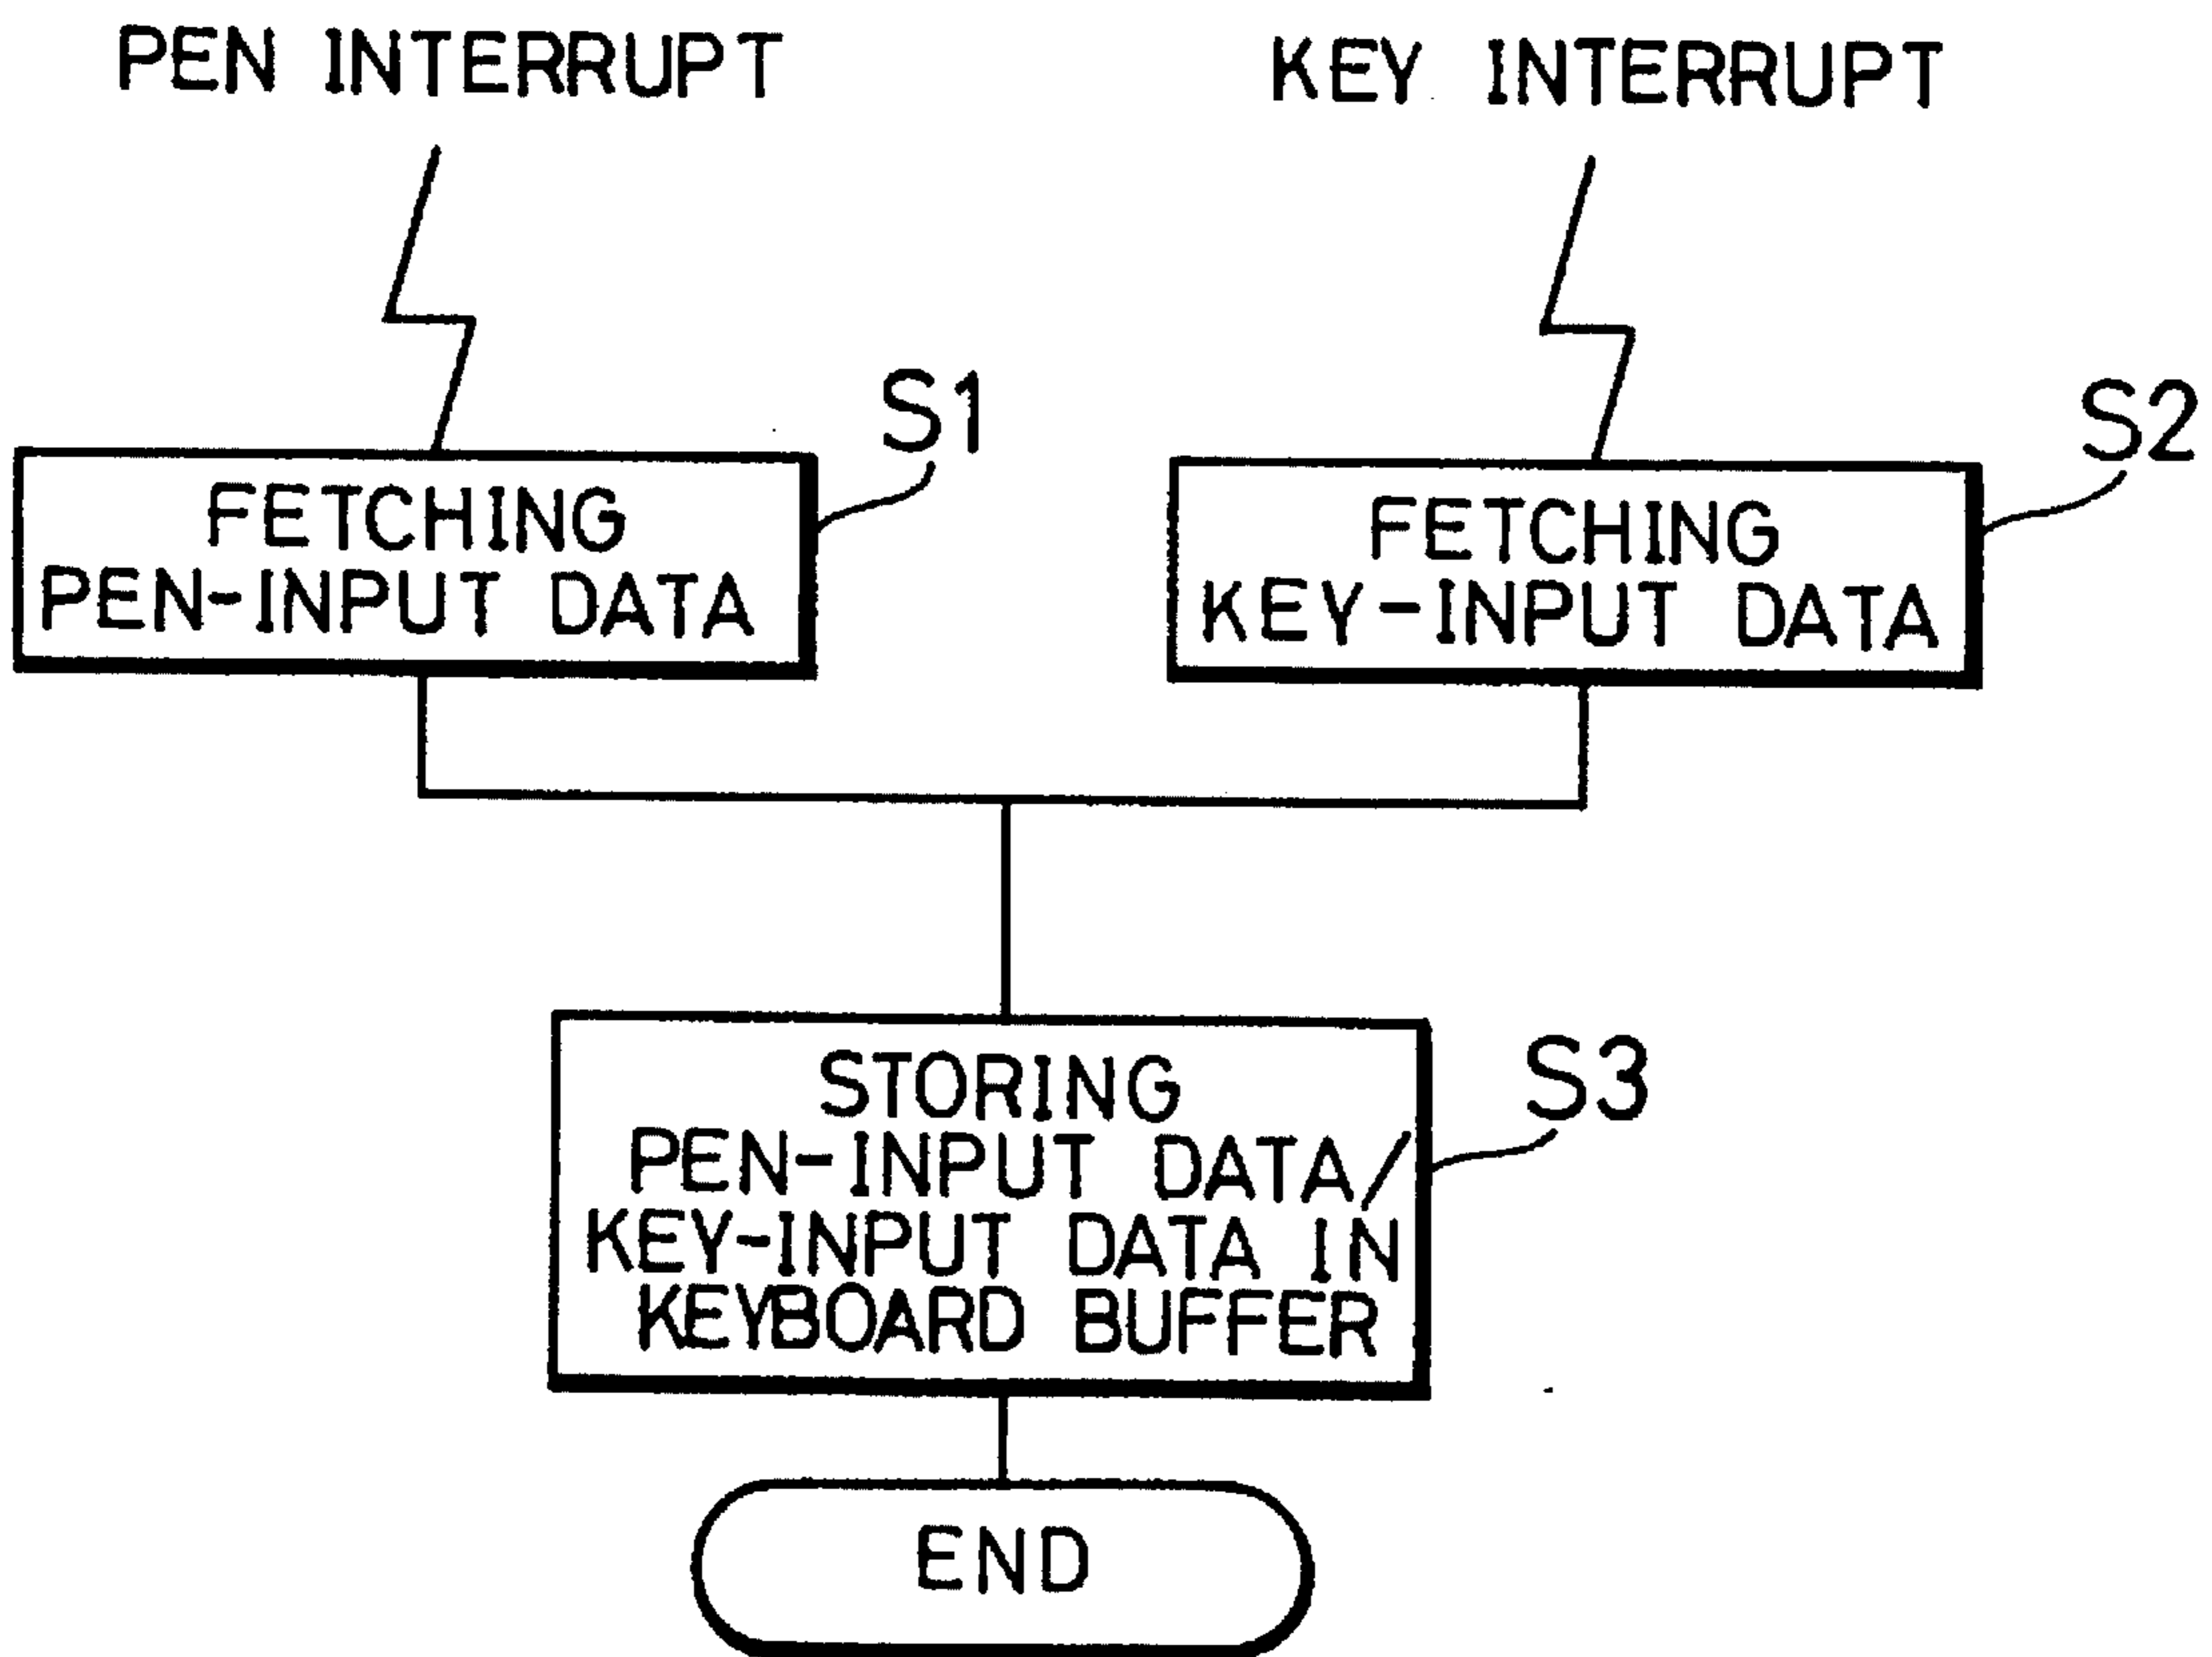 PEN INTERRUPT
KEY INTERRUPT
S1
S2
FETCHING
PEN-INPUT DATA
FETCHING
KEY-INPUT DATA
STORING
PEN-INPUT DATA/
KEY-INPUT DATA IN
KEYBOARD BUFFER
S3
END